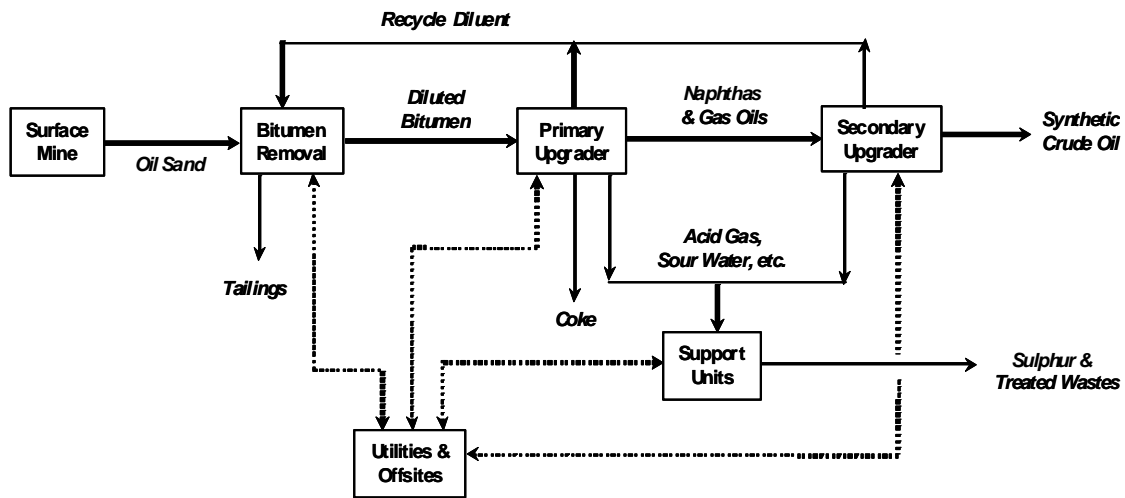 Recycle Diluent
Surface
Mine
Oil Sand
Bitumen
Removal
Diluted
Bitumen
Primary
Upgrader
Naphthas
& Gas Oils
Secondary
Upgrader
Synthetic
Crude Oil
Tailings
Coke
Acid Gas,
Sour Water, etc.
Support
Units
Sulphur &
Treated Wastes
Utilities &
Offsites